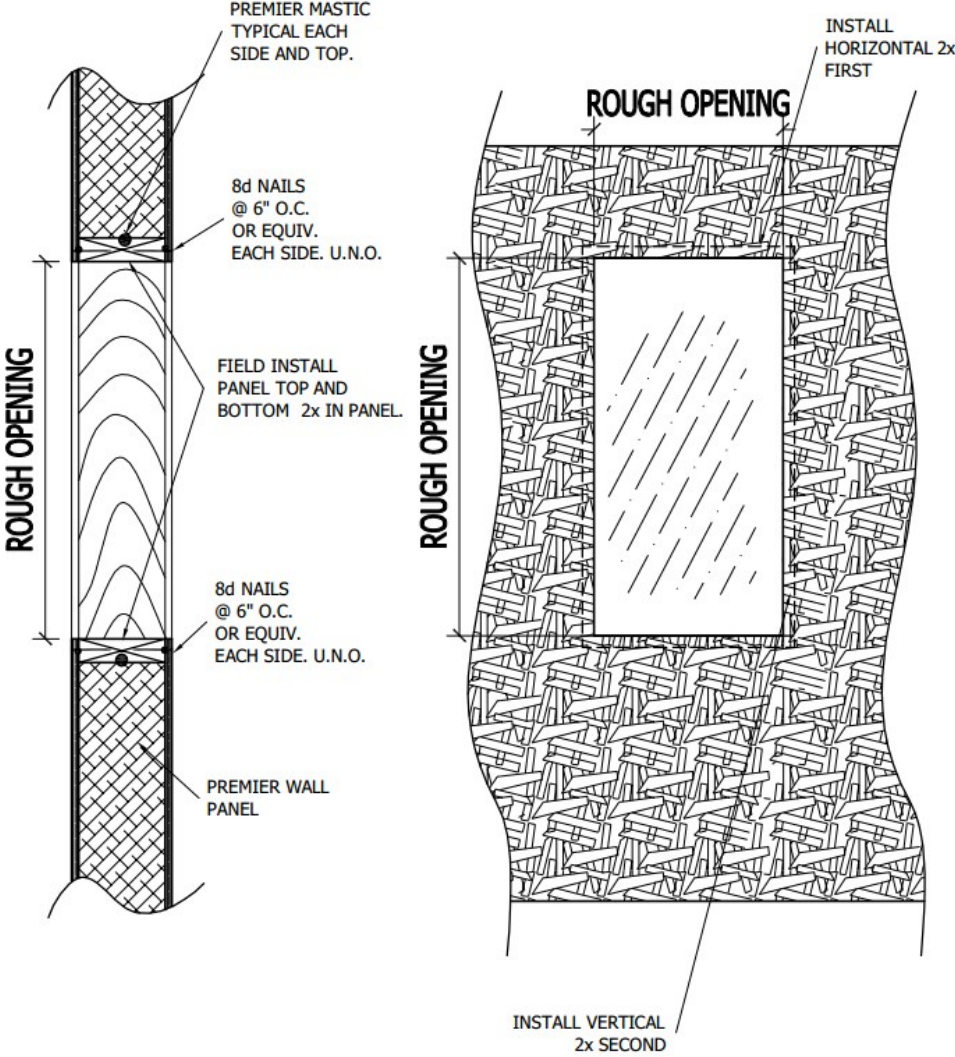 PREMIER MASTIC
TYPICAL EACH
SIDE AND TOP.
8d NAILS
@ 6" O.C.
OR EQUIV.
EACH SIDE. U.N.O.
ROUGH OPENING
FIELD INSTALL
PANEL TOP AND
BOTTOM 2x IN PANEL.
8d NAILS
@ 6" O.C.
OR EQUIV.
EACH SIDE. U.N.O.
PREMIER WALL
PANEL
INSTALL
HORIZONTAL 2x
FIRST
ROUGH OPENING
ROUGH OPENING
INSTALL VERTICAL
2x SECOND